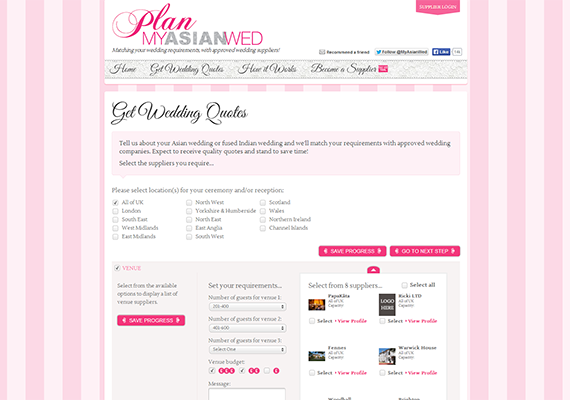 SUPPLIER LOGIN
Plan
MYASIANWED
Matching your wedding requirements, with approved wedding suppliers!
Recommend a friend
Follow @MyAsianWed
Like
Home
Get Wedding Quotes
How it Works
Become a Supplier
Get Wedding Quotes
Tell us about your Asian wedding or fused Indian wedding and we'll match your requirements with approved wedding
companies. Expect to receive quality quotes and stand to save time!
Select the suppliers you require...
Please select location(s) for your ceremony and/or reception:
All of UK
North West
Scotland
London
Yorkshire & Humberside
Wales
South East
North East
Northern Ireland
West Midlands
East Anglia
Channel Islands
East Midlands
South West
SAVE PROGRESS
GO TO NEXT STEP
VENUE
Select from the available
options to display a list of
venue suppliers.
SAVE PROGRESS
Set your requirements...
Number of guests for venue 1:
201-400
Number of guests for venue 2:
401-600
Number of guests for venue 3:
Select One
Venue budget:
£££
££
£
Message:
Select from 8 suppliers...
Select all
PapaKäta
All of UK
Capacity:
Select +View Profile
LOGO
HERE
Ricki LTD
All of UK
Capacity:
Select +View Profile
Fennes
All of UK
Capacity:
Select +View Profile
Warwick House
All of UK
Capacity:
Select +View Profile
Woodhall
Brighton